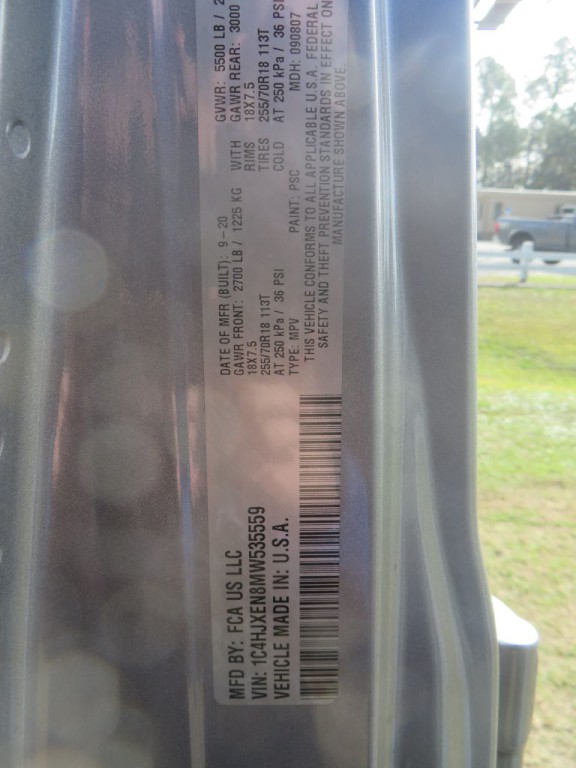 MFD BY: FCA US LLC
VIN: 1C4HJXEN8MW535559
VEHICLE MADE IN: U.S.A.
DATE OF MFR (BUILT): 9-20 GVWR: 5500 LB / 2
GAWR FRONT: 2700 LB / 1225 KG WITH GAWR REAR: 3000
18X7.5 RIMS 18X7.5
255/70R18 113T TIRES 255/70R18 113T
AT 250 kPa / 36 PSI COLD AT 250 kPa / 36 PSI
TYPE: MPV PAINT: PSC MDH: 090807
THIS VEHICLE CONFORMS TO ALL APPLICABLE U.S.A. FEDERAL
SAFETY AND THEFT PREVENTION STANDARDS IN EFFECT ON
MANUFACTURE SHOWN ABOVE.